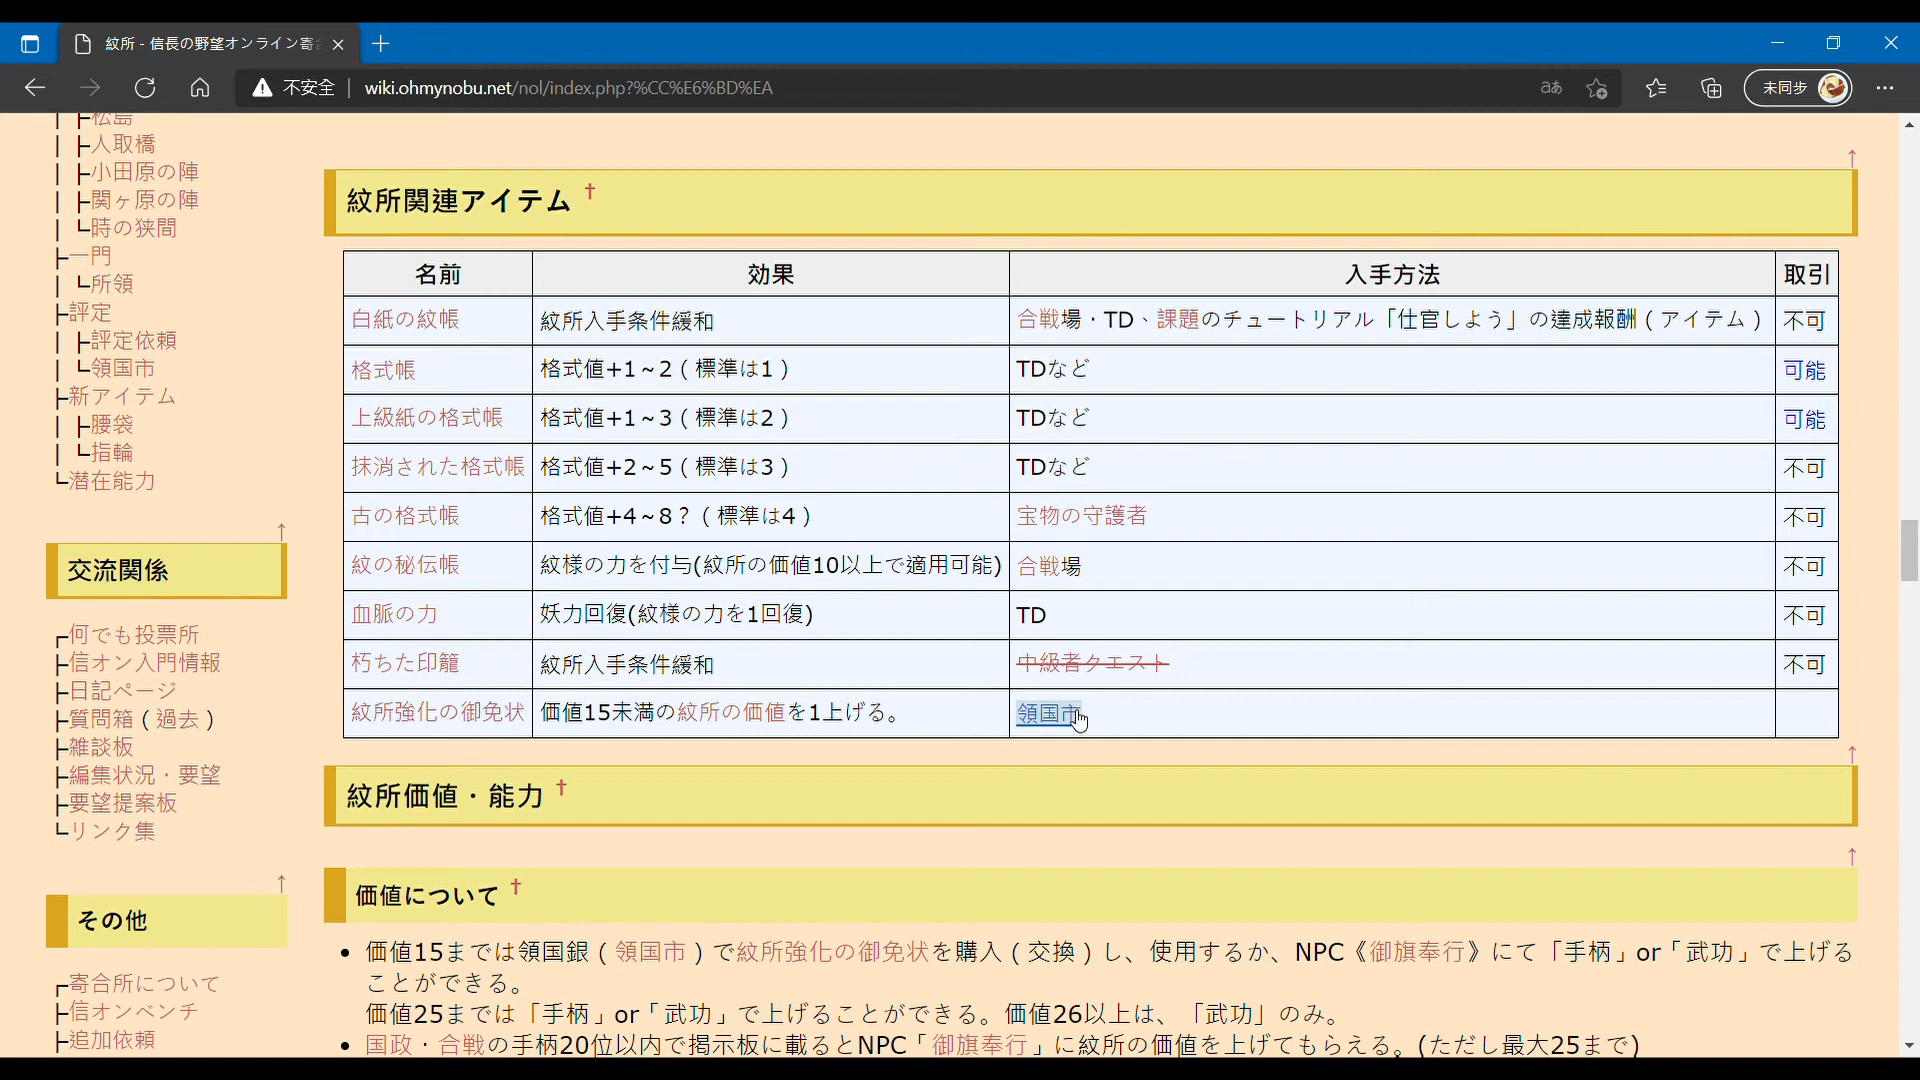 紋所 - 信長の野望オンライン寄合
不安全
wiki.ohmynobu.net/nol/index.php?%CC%E6%BD%EA
aあ
未同步
│ ├松島
│ ├人取橋
│ ├小田原の陣
│ ├関ヶ原の陣
│ └時の狭間
├一門
│ └所領
├評定
│ ├評定依頼
│ └領国市
├新アイテム
│ ├腰袋
│ └指輪
└潜在能力
↑
交流関係
┌何でも投票所
├信オン入門情報
├日記ページ
├質問箱（過去）
├雑談板
├編集状況・要望
├要望提案板
└リンク集
↑
その他
┌寄合所について
├信オンベンチ
├追加依頼
↑
紋所関連アイテム †
名前 効果 入手方法 取引
白紙の紋帳 紋所入手条件緩和 合戦場・TD、課題のチュートリアル「仕官しよう」の達成報酬（アイテム） 不可
格式帳 格式値+1～2（標準は1） TDなど 可能
上級紙の格式帳 格式値+1～3（標準は2） TDなど 可能
抹消された格式帳 格式値+2～5（標準は3） TDなど 不可
古の格式帳 格式値+4～8？（標準は4） 宝物の守護者 不可
紋の秘伝帳 紋様の力を付与(紋所の価値10以上で適用可能) 合戦場 不可
血脈の力 妖力回復(紋様の力を1回復) TD 不可
朽ちた印籠 紋所入手条件緩和 中級者クエスト 不可
紋所強化の御免状 価値15未満の紋所の価値を1上げる。 領国市
↑
紋所価値・能力 †
↑
価値について †
• 価値15までは領国銀（領国市）で紋所強化の御免状を購入（交換）し、使用するか、NPC《御旗奉行》にて「手柄」or「武功」で上げる
ことができる。
価値25までは「手柄」or「武功」で上げることができる。価値26以上は、「武功」のみ。
• 国政・合戦の手柄20位以内で掲示板に載るとNPC「御旗奉行」に紋所の価値を上げてもらえる。(ただし最大25まで)